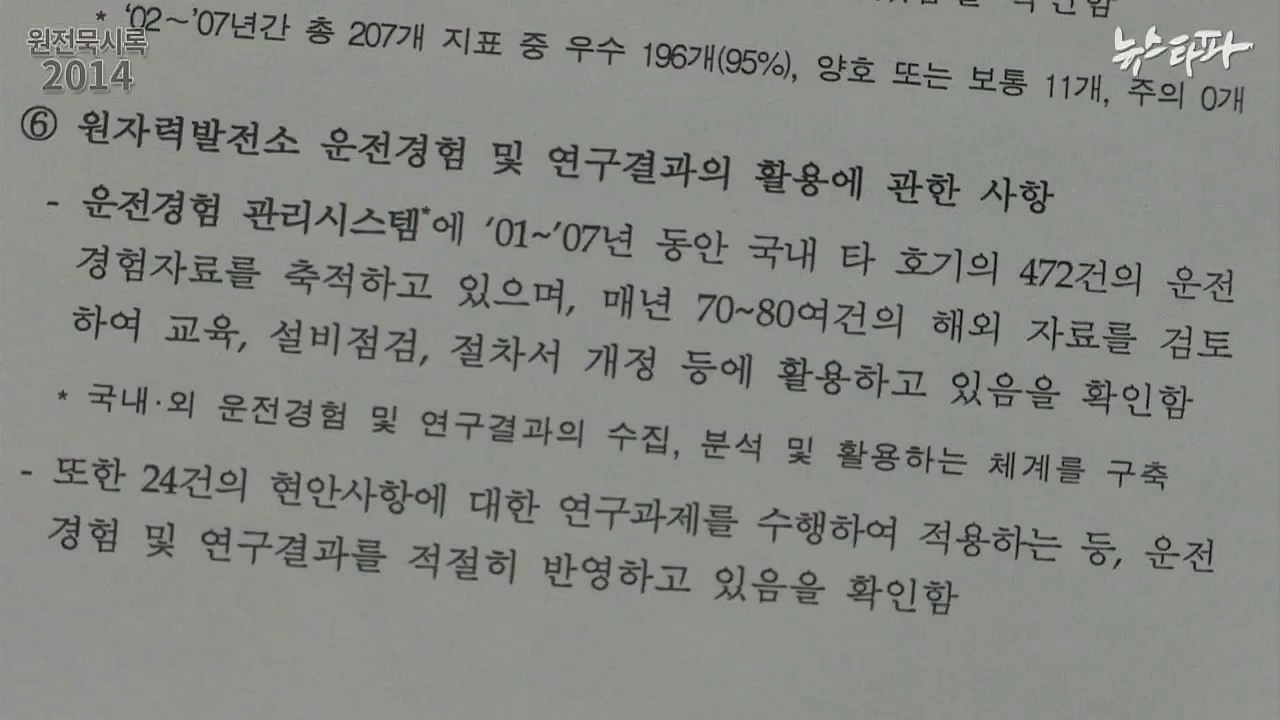 원전묵시록
2014
뉴스타파
* ‘02～’07년간 총 207개 지표 중 우수 196개(95%), 양호 또는 보통 11개, 주의 0개
⑥ 원자력발전소 운전경험 및 연구결과의 활용에 관한 사항
- 운전경험 관리시스템*에 ‘01~’07년 동안 국내 타 호기의 472건의 운전
경험자료를 축적하고 있으며, 매년 70~80여건의 해외 자료를 검토
하여 교육, 설비점검, 절차서 개정 등에 활용하고 있음을 확인함
* 국내·외 운전경험 및 연구결과의 수집, 분석 및 활용하는 체계를 구축
- 또한 24건의 현안사항에 대한 연구과제를 수행하여 적용하는 등, 운전
경험 및 연구결과를 적절히 반영하고 있음을 확인함